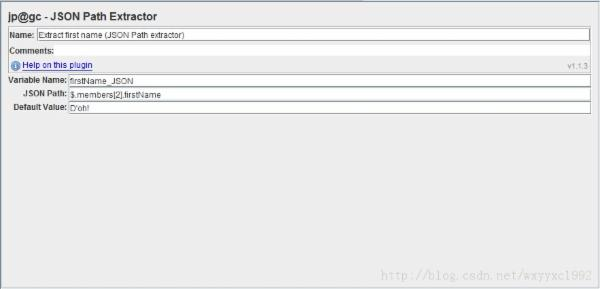 jp@gc - JSON Path Extractor
Name: Extract first name (JSON Path extractor)
Comments:
Help on this plugin v1.1.3
Variable Name: firstName_JSON
JSON Path: $.members[2].firstName
Default Value: D'oh!
http://blog.csdn.net/wxyyxc1992